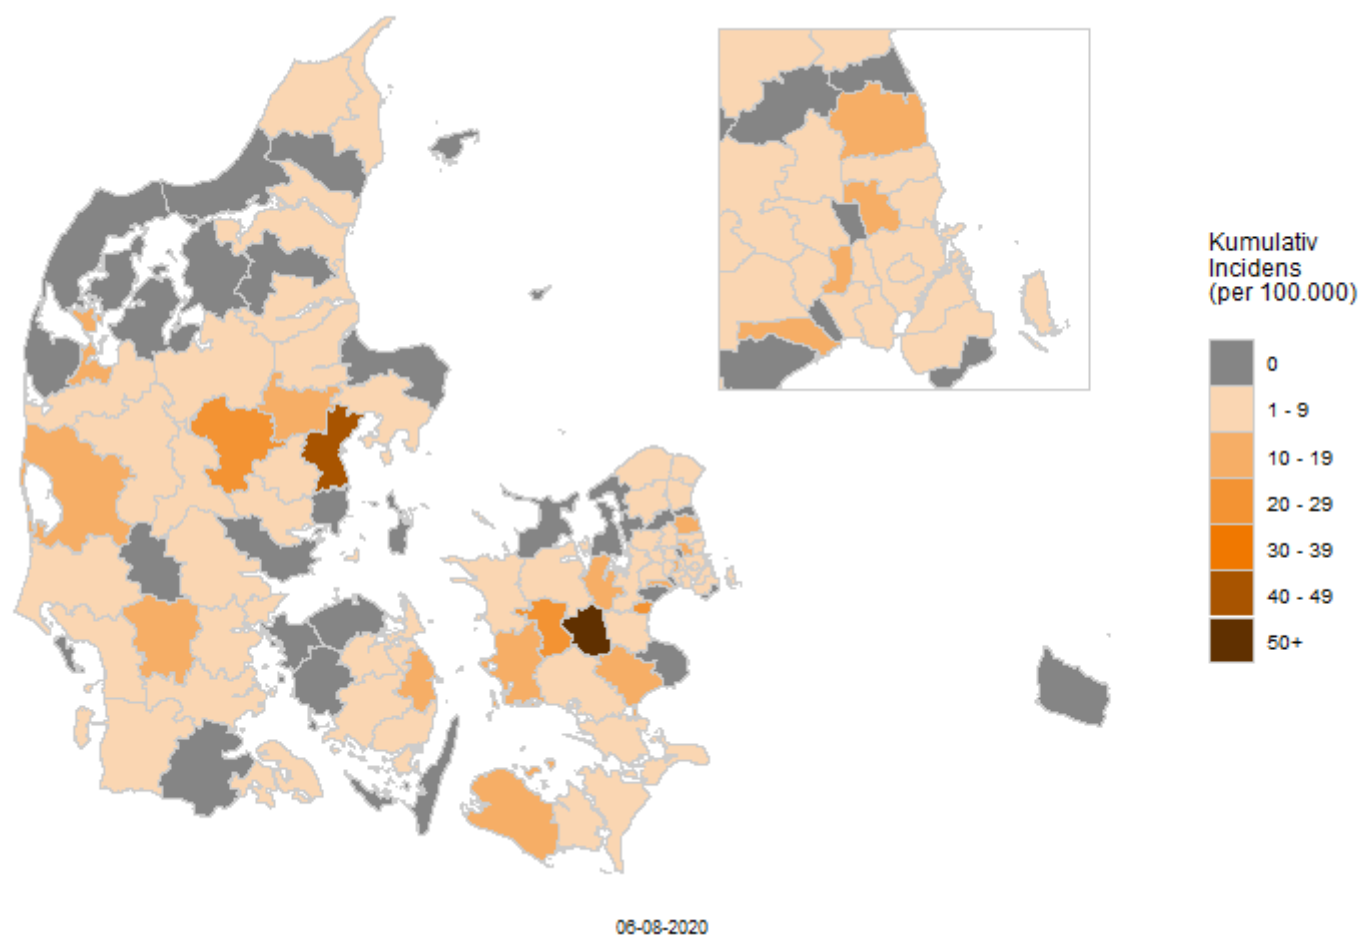 Kumulativ
Incidens
(per 100.000)
0
1 - 9
10 - 19
20 - 29
30 - 39
40 - 49
50+
06-08-2020